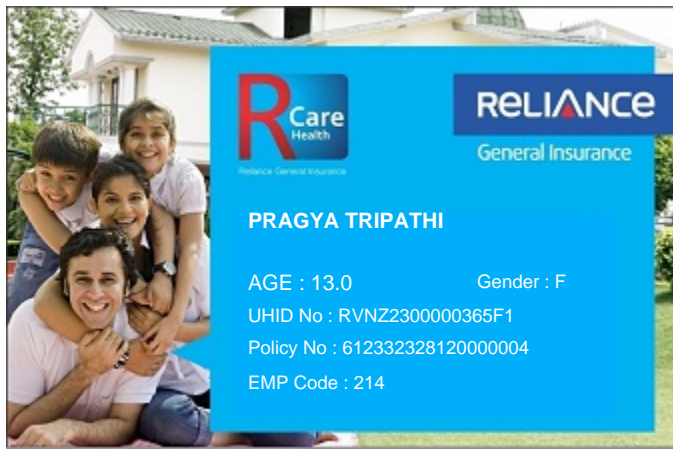 R Care
Health
Reliance General Insurance
RELIANCE
General Insurance
PRAGYA TRIPATHI
AGE : 13.0 Gender : F
UHID No : RVNZ2300000365F1
Policy No : 612332328120000004
EMP Code : 214